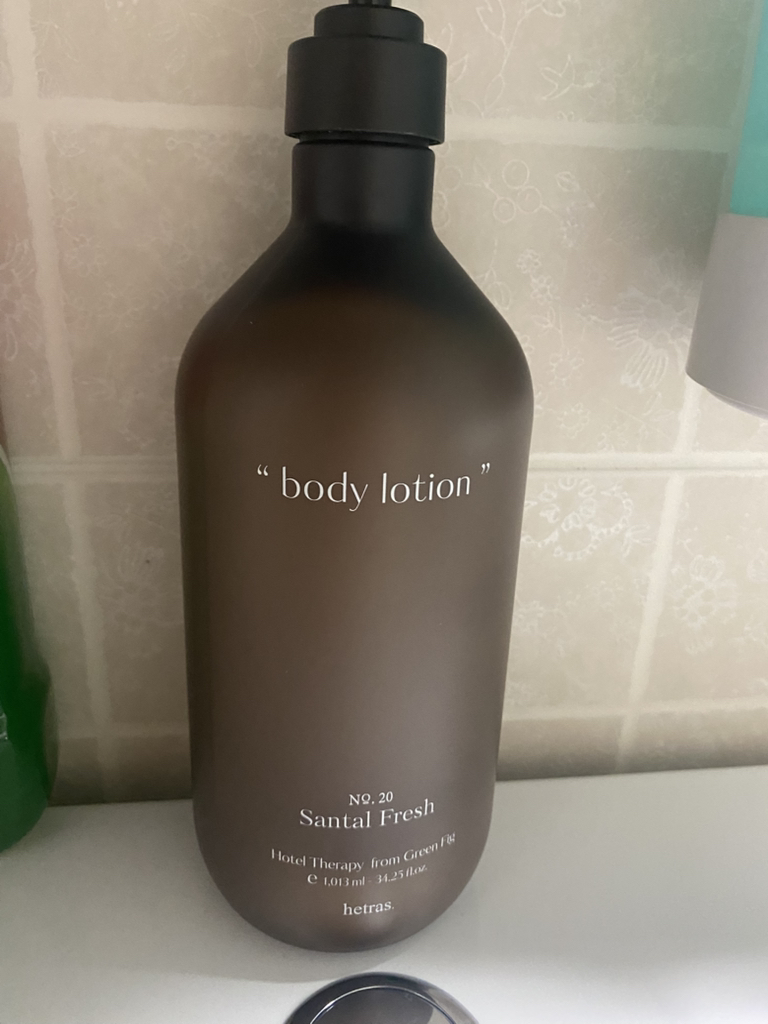 “ body lotion ”
Nº. 20
Santal Fresh
Hotel Therapy from Green Fig
e 1,013 ml - 34.25 fl.oz.
hetras.